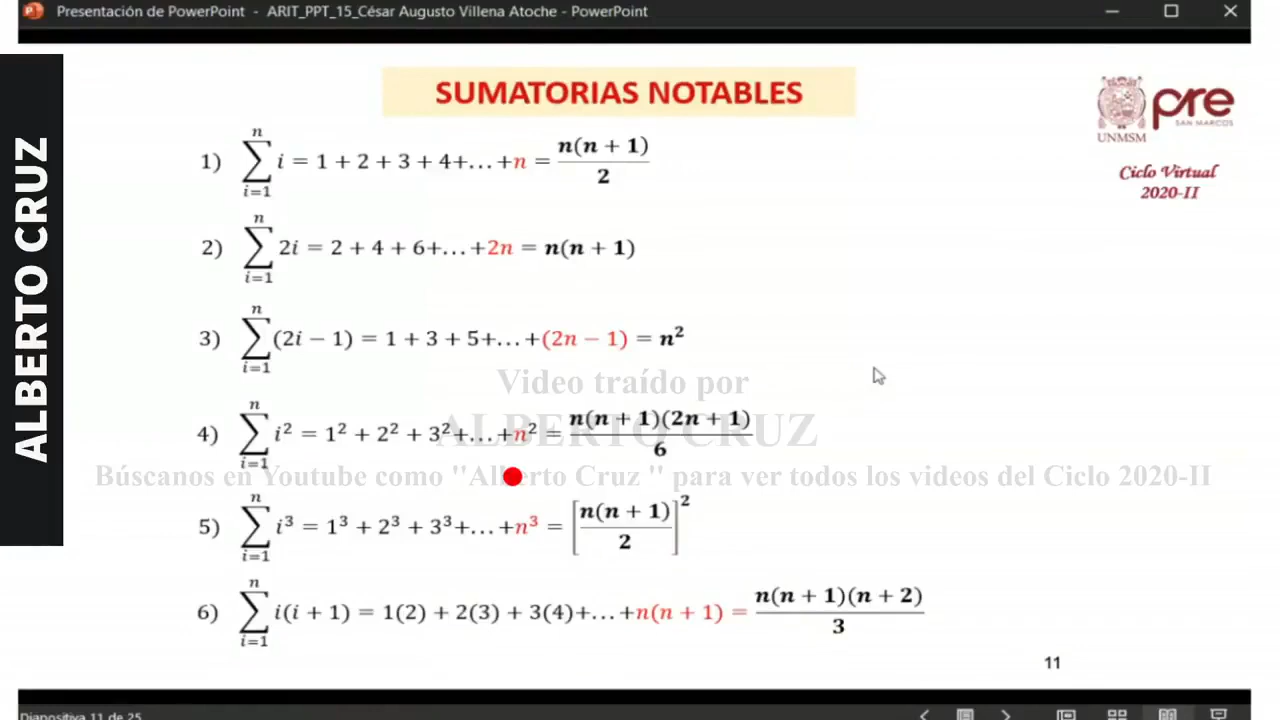 Presentación de PowerPoint - ARIT_PPT_15_César Augusto Villena Atoche - PowerPoint
ALBERTO CRUZ
SUMATORIAS NOTABLES
UNMSM
pre
SAN MARCOS
Ciclo Virtual
2020-II
1) ∑_{i=1}^{n} i = 1 + 2 + 3 + 4+...+n = n(n + 1)/2
2) ∑_{i=1}^{n} 2i = 2 + 4 + 6+...+2n = n(n + 1)
3) ∑_{i=1}^{n} (2i − 1) = 1 + 3 + 5+...+(2n − 1) = n²
Video traído por
ALBERTO CRUZ
4) ∑_{i=1}^{n} i² = 1² + 2² + 3²+...+n² = n(n + 1)(2n + 1)/6
Búscanos en Youtube como "Alberto Cruz " para ver todos los videos del Ciclo 2020-II
5) ∑_{i=1}^{n} i³ = 1³ + 2³ + 3³+...+n³ = [n(n + 1)/2]²
6) ∑_{i=1}^{n} i(i + 1) = 1(2) + 2(3) + 3(4)+...+n(n + 1) = n(n + 1)(n + 2)/3
11
Diapositiva 11 de 25